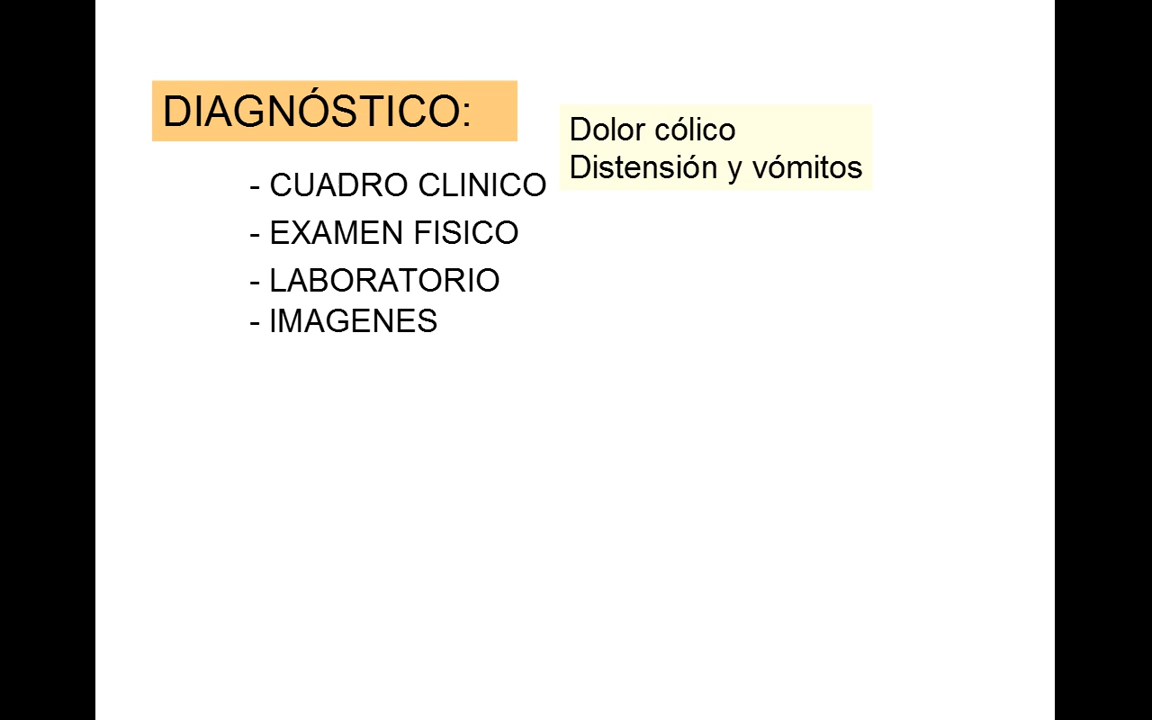 DIAGNÓSTICO:
Dolor cólico
Distensión y vómitos
- CUADRO CLINICO
- EXAMEN FISICO
- LABORATORIO
- IMAGENES